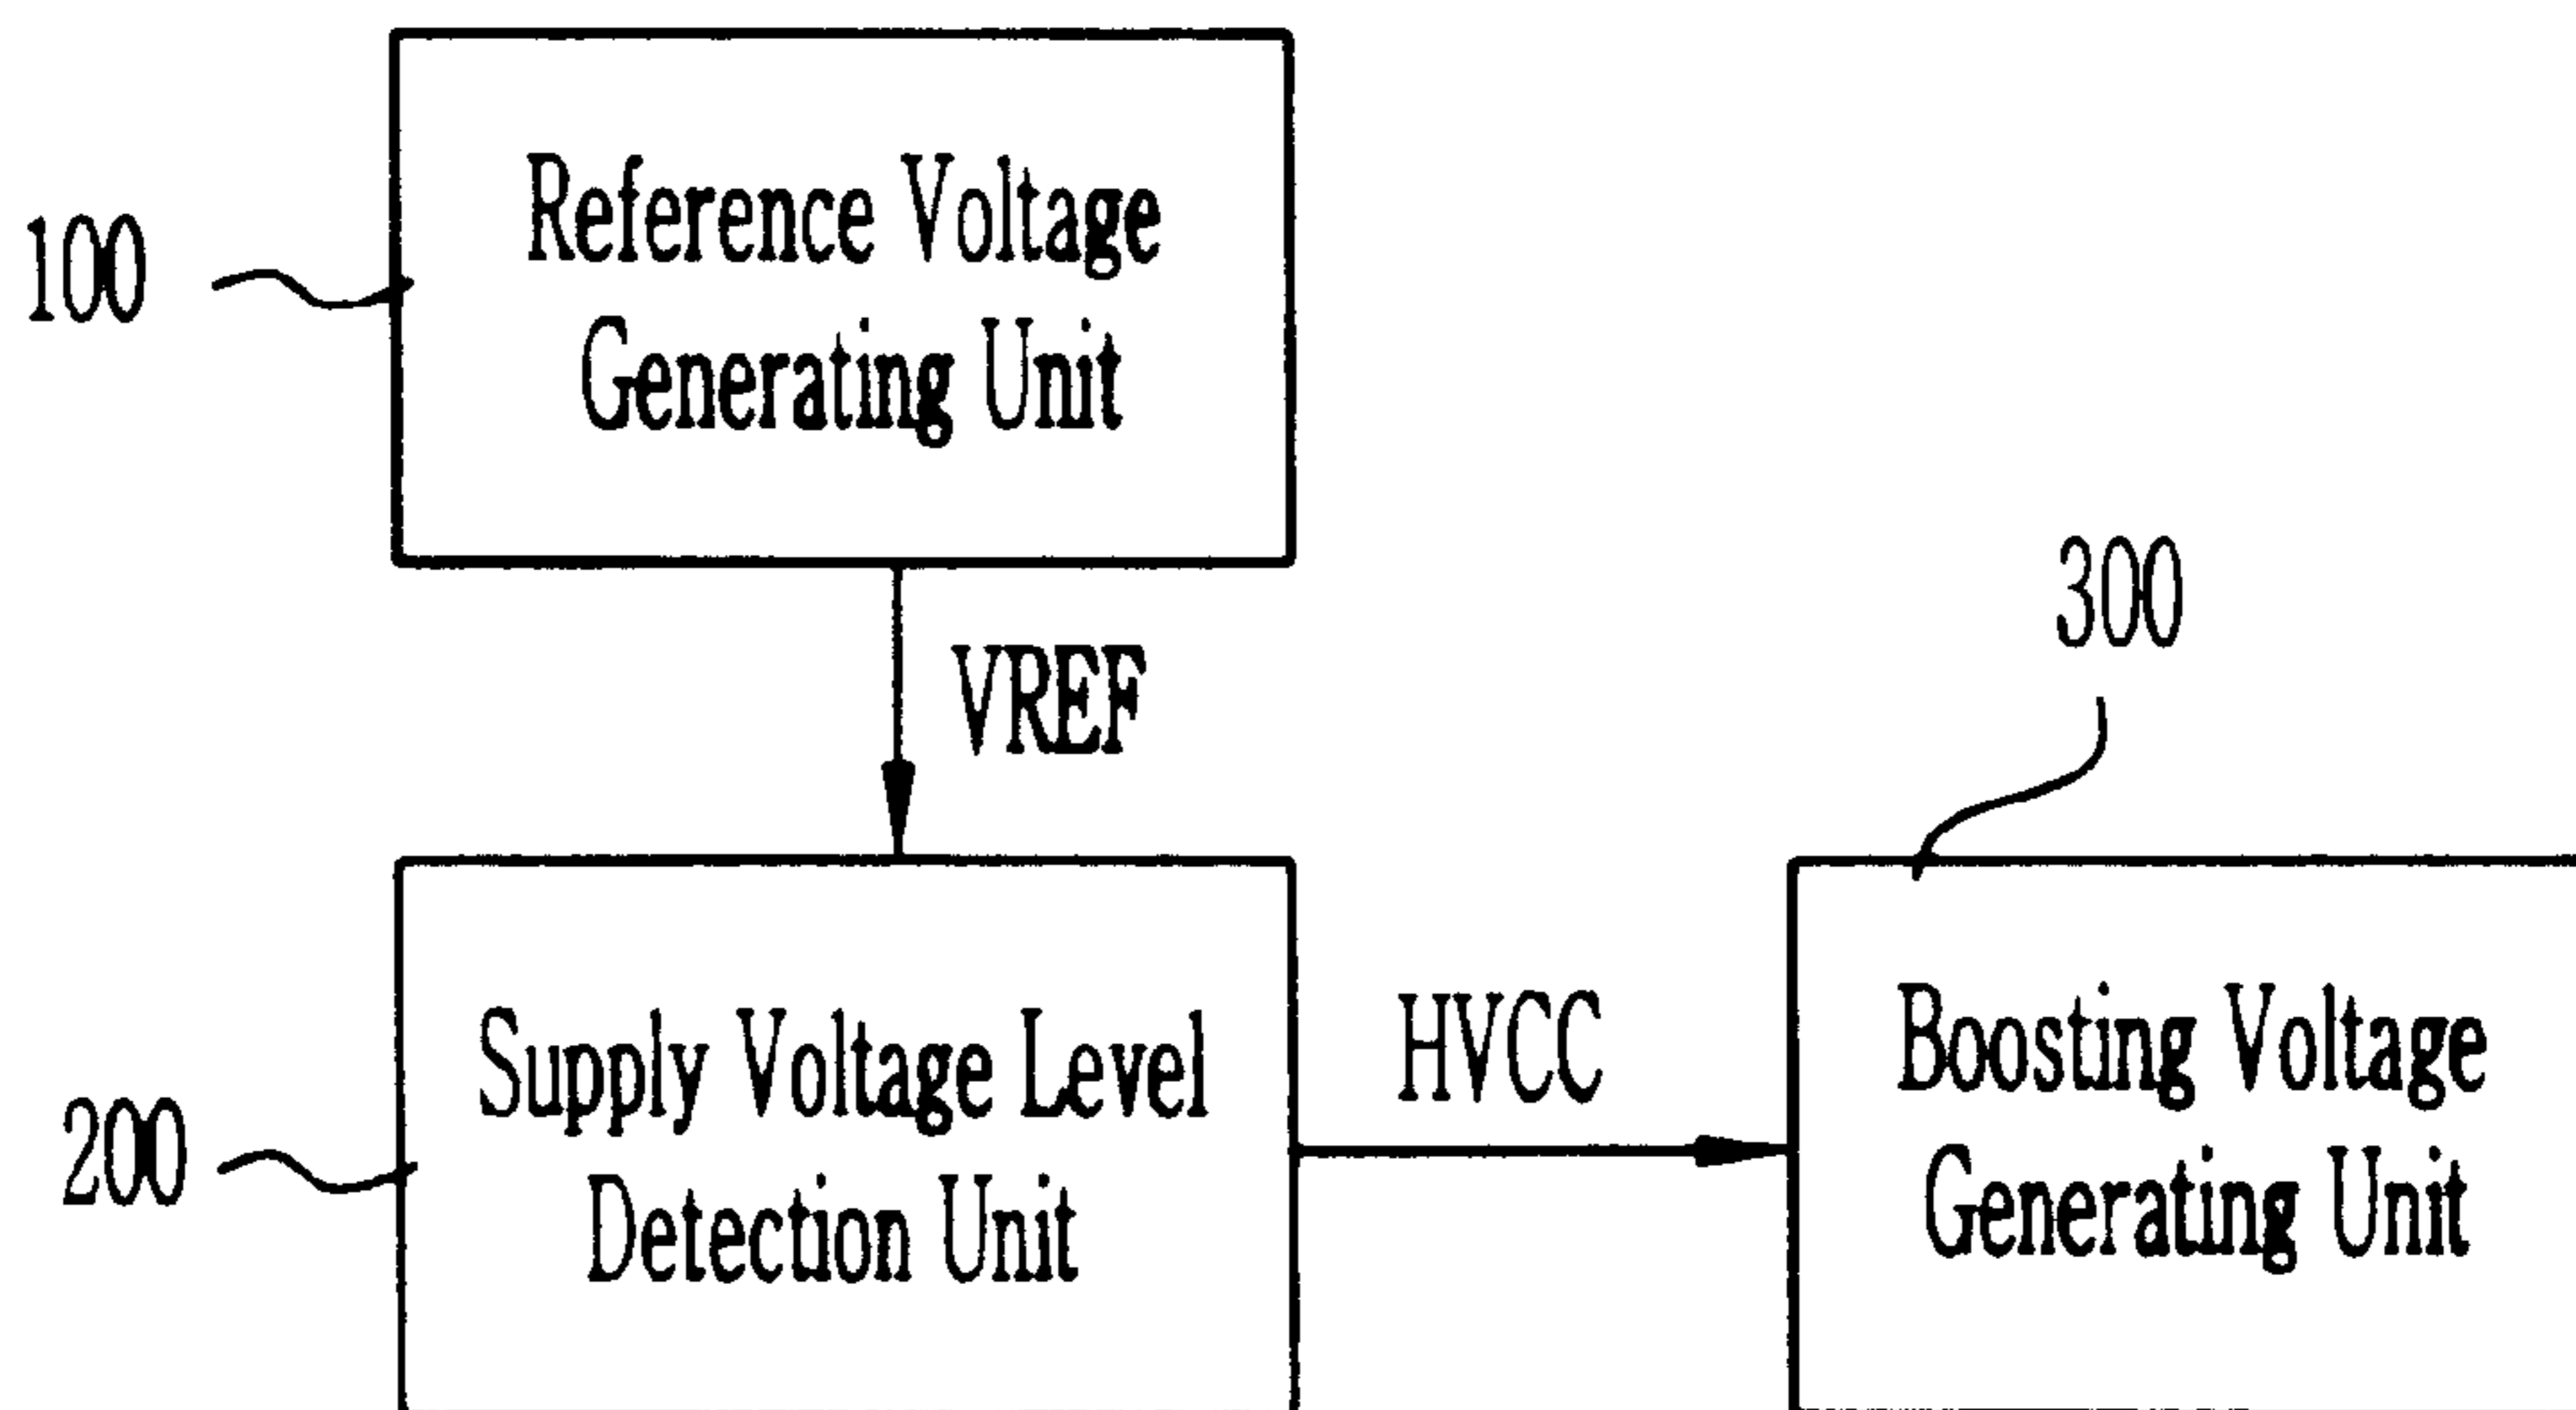 100
Reference Voltage
Generating Unit
VREF
300
200
Supply Voltage Level
Detection Unit
HVCC
Boosting Voltage
Generating Unit